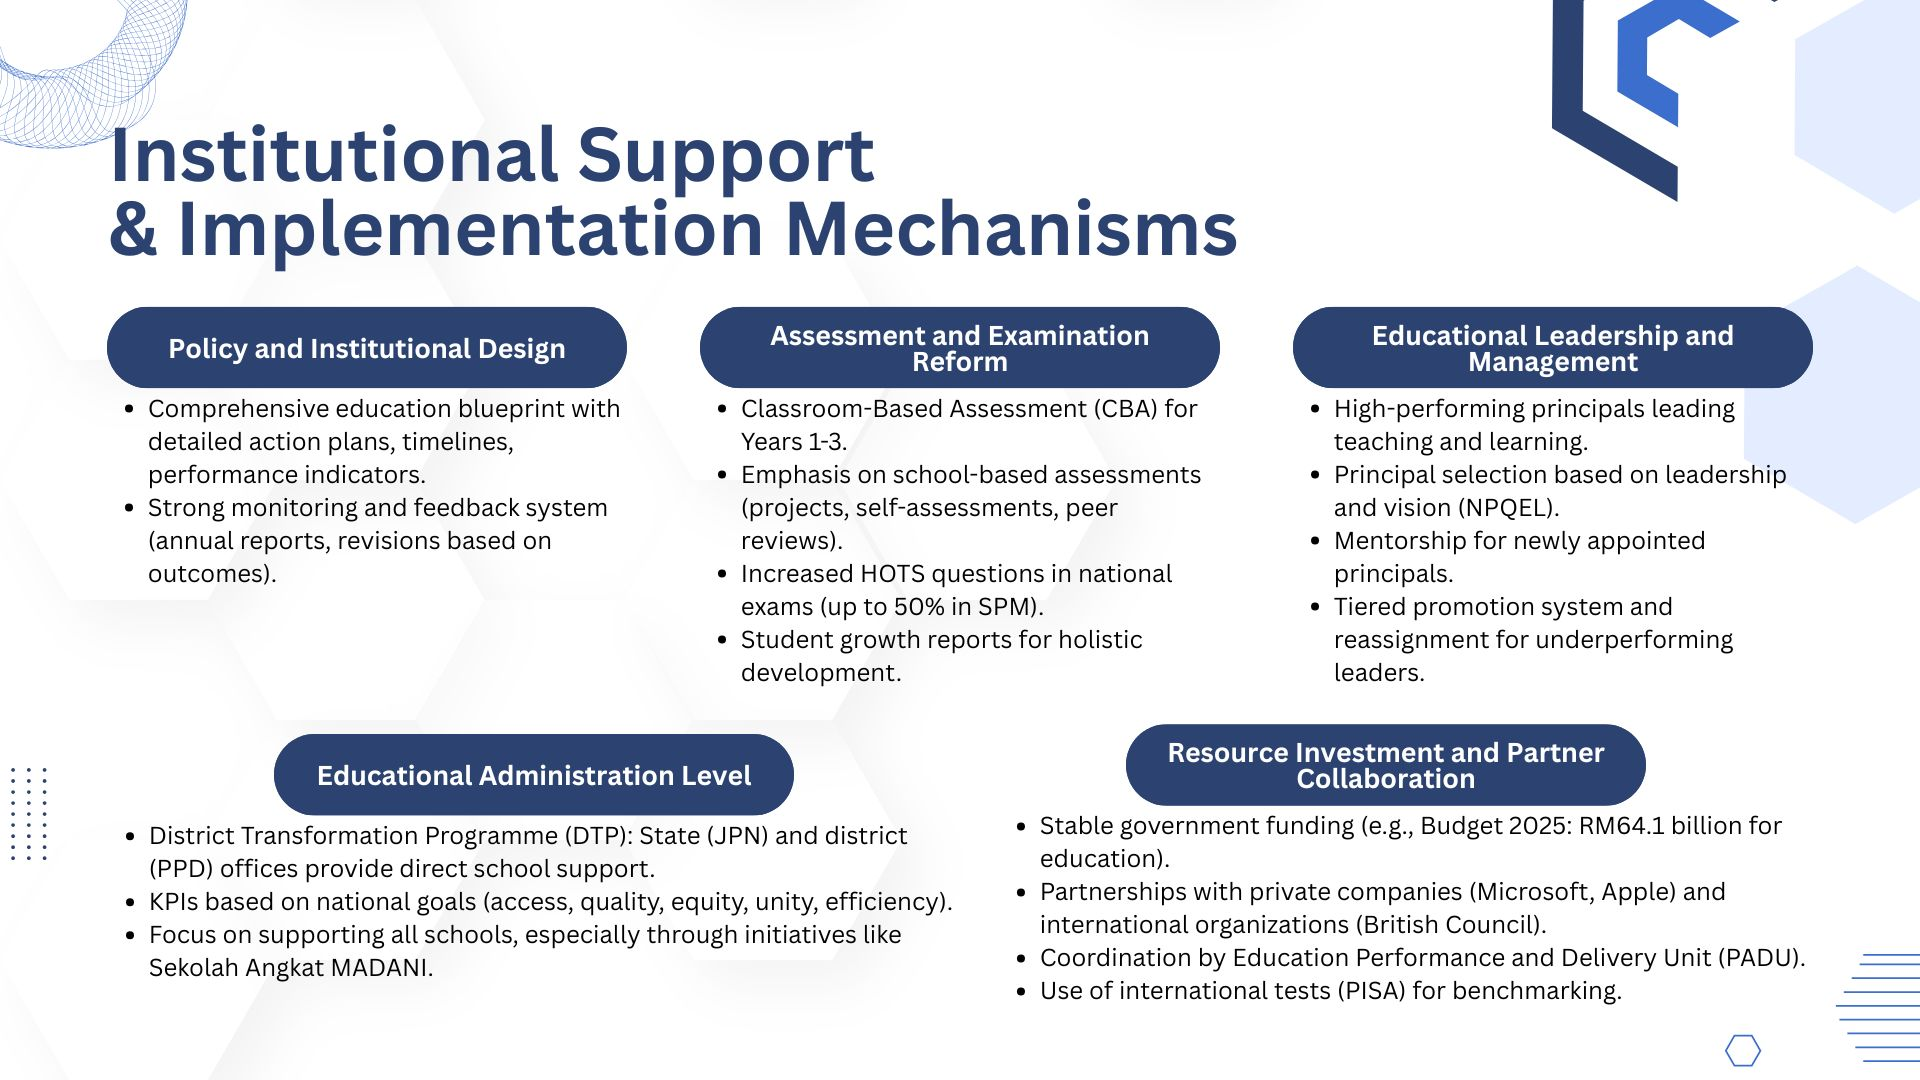 Institutional Support
& Implementation Mechanisms
Policy and Institutional Design
• Comprehensive education blueprint with
detailed action plans, timelines,
performance indicators.
• Strong monitoring and feedback system
(annual reports, revisions based on
outcomes).
Assessment and Examination
Reform
• Classroom-Based Assessment (CBA) for
Years 1-3.
• Emphasis on school-based assessments
(projects, self-assessments, peer
reviews).
• Increased HOTS questions in national
exams (up to 50% in SPM).
• Student growth reports for holistic
development.
Educational Leadership and
Management
• High-performing principals leading
teaching and learning.
• Principal selection based on leadership
and vision (NPQEL).
• Mentorship for newly appointed
principals.
• Tiered promotion system and
reassignment for underperforming
leaders.
Educational Administration Level
• District Transformation Programme (DTP): State (JPN) and district
(PPD) offices provide direct school support.
• KPIs based on national goals (access, quality, equity, unity, efficiency).
• Focus on supporting all schools, especially through initiatives like
Sekolah Angkat MADANI.
Resource Investment and Partner
Collaboration
• Stable government funding (e.g., Budget 2025: RM64.1 billion for
education).
• Partnerships with private companies (Microsoft, Apple) and
international organizations (British Council).
• Coordination by Education Performance and Delivery Unit (PADU).
• Use of international tests (PISA) for benchmarking.